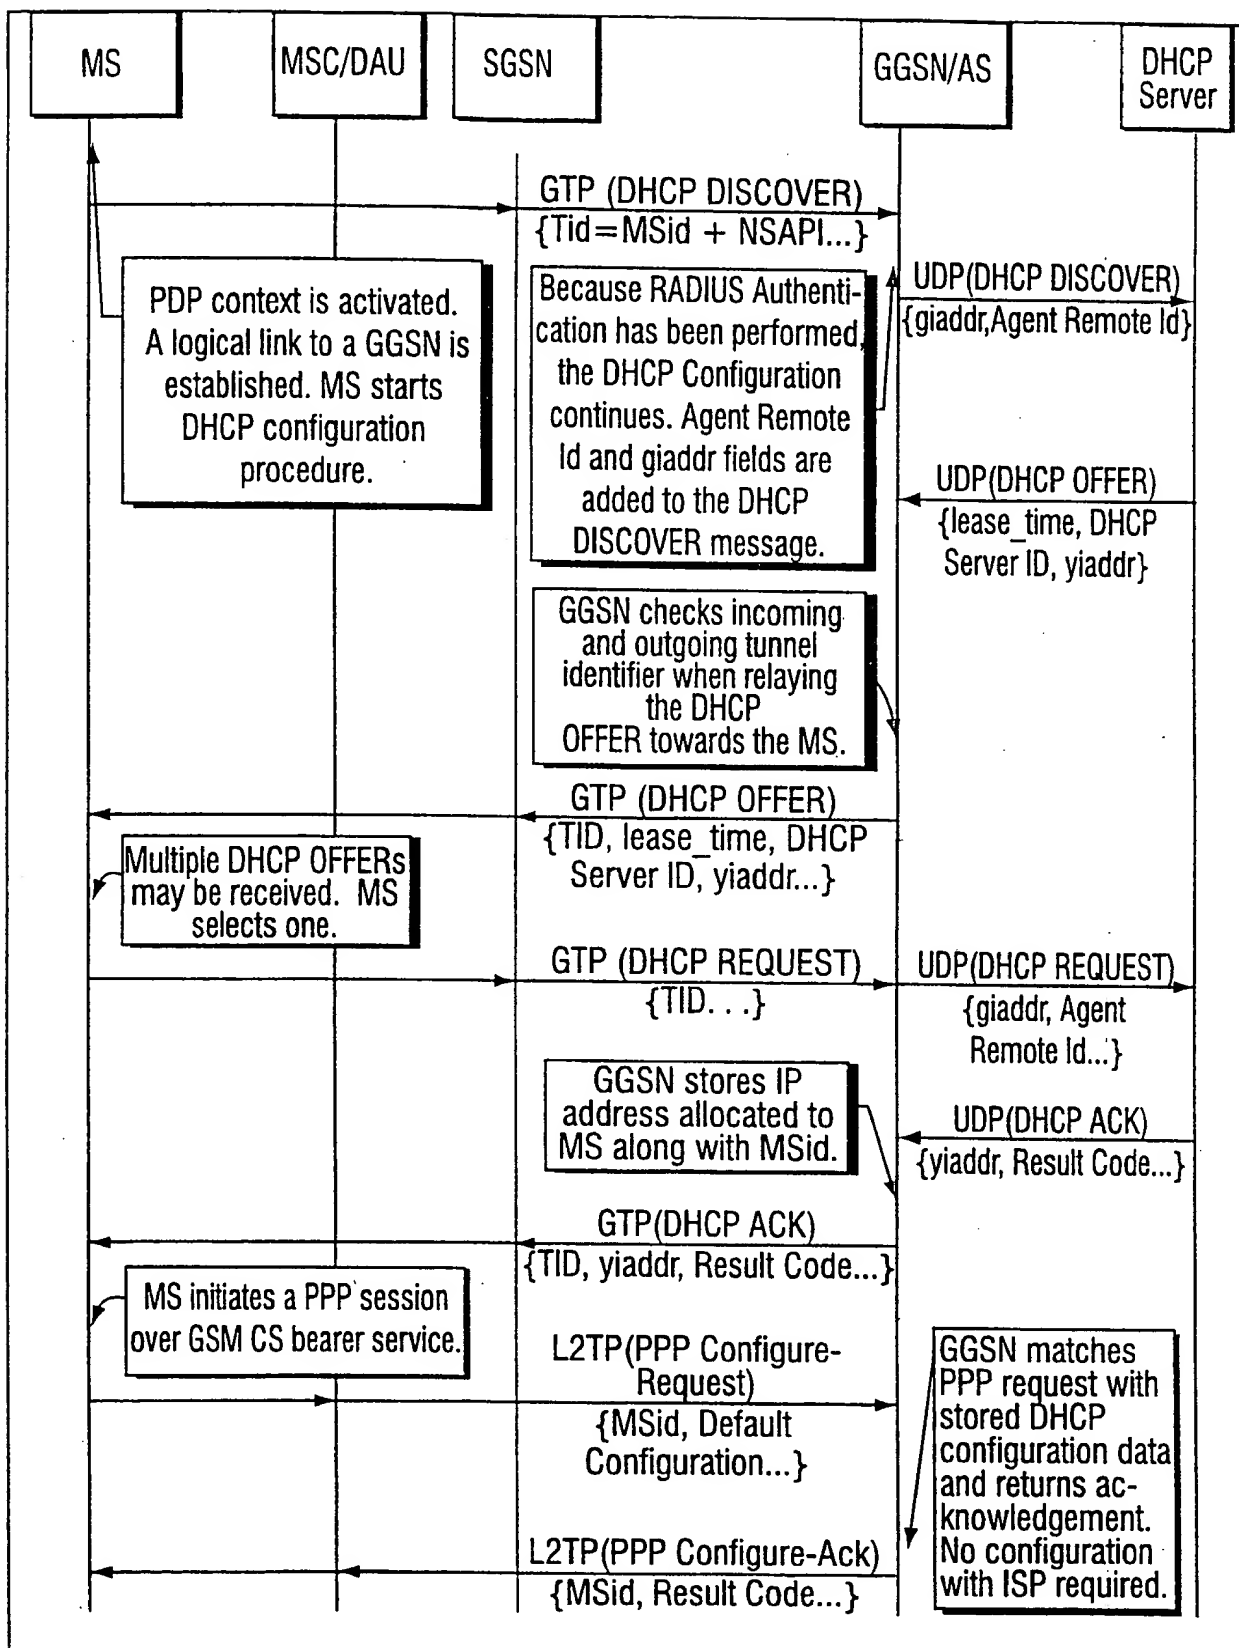 MS
MSC/DAU
SGSN
GGSN/AS
DHCP
Server
GTP (DHCP DISCOVER)
{Tid=MSid + NSAPI...}
PDP context is activated.
A logical link to a GGSN is
established. MS starts
DHCP configuration
procedure.
Because RADIUS Authenti-
cation has been performed,
the DHCP Configuration
continues. Agent Remote
Id and giaddr fields are
added to the DHCP
DISCOVER message.
UDP(DHCP DISCOVER)
{giaddr,Agent Remote Id}
UDP(DHCP OFFER)
{lease_time, DHCP
Server ID, yiaddr}
GGSN checks incoming
and outgoing tunnel
identifier when relaying
the DHCP
OFFER towards the MS.
GTP (DHCP OFFER)
{TID, lease_time, DHCP
Server ID, yiaddr...}
Multiple DHCP OFFERs
may be received. MS
selects one.
GTP (DHCP REQUEST)
{TID. . .}
UDP(DHCP REQUEST)
{giaddr, Agent
Remote Id...}
GGSN stores IP
address allocated to
MS along with MSid.
UDP(DHCP ACK)
{yiaddr, Result Code...}
GTP(DHCP ACK)
{TID, yiaddr, Result Code...}
MS initiates a PPP session
over GSM CS bearer service.
L2TP(PPP Configure-
Request)
{MSid, Default
Configuration...}
GGSN matches
PPP request with
stored DHCP
configuration data
and returns ac-
knowledgement.
No configuration
with ISP required.
L2TP(PPP Configure-Ack)
{MSid, Result Code...}